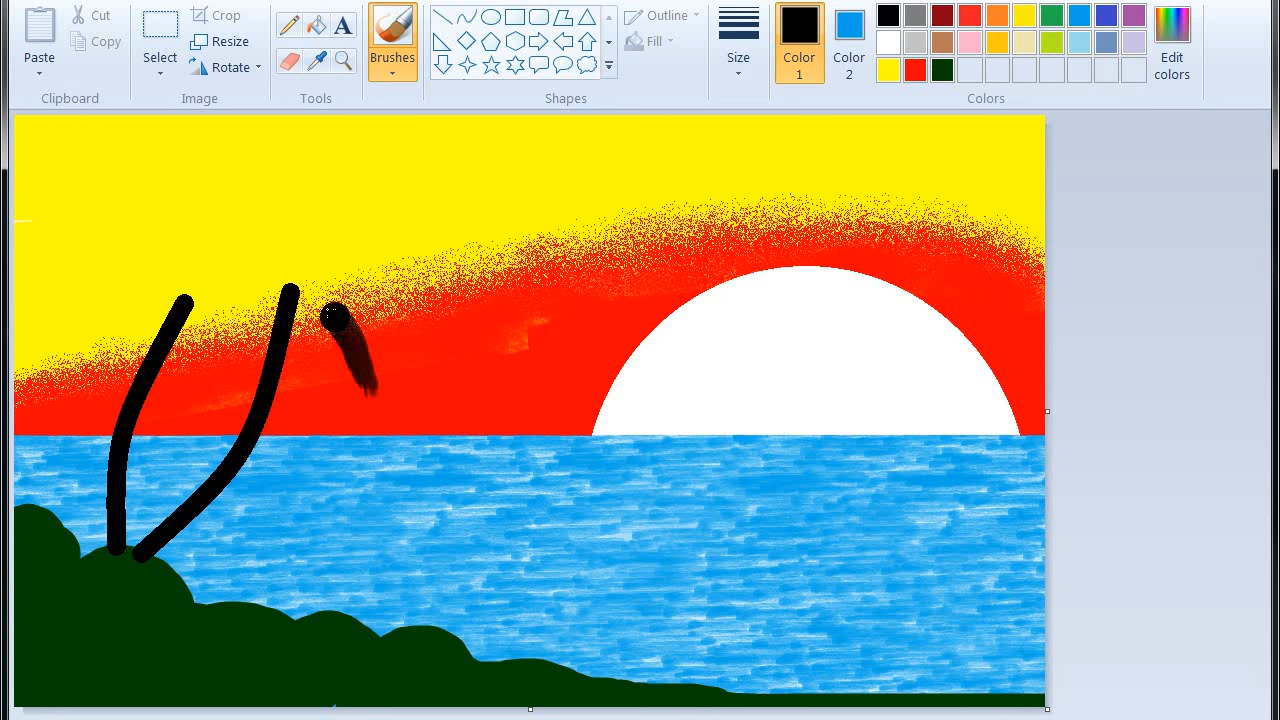 Cut
Copy
Paste
Clipboard
Crop
Resize
Rotate
Select
Image
A
Tools
Brushes
Outline
Fill
Shapes
Size
Color
1
Color
2
Edit
colors
Colors